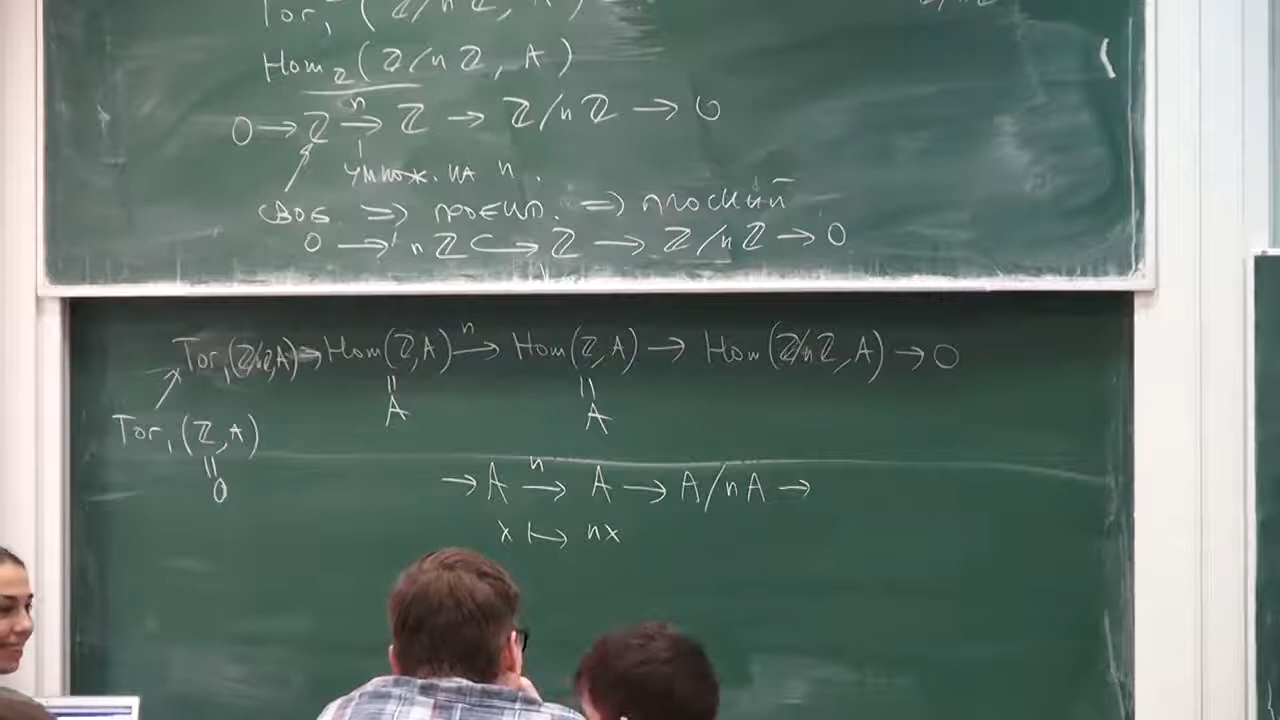 Tor₁(ℤ/nℤ, A)
Hom_ℤ(ℤ/nℤ, A)
0 → ℤ →ⁿ ℤ → ℤ/nℤ → 0
умнож. на n.
своб. ⇒ проект. ⇒ плоский
0 → nℤ ↪ ℤ → ℤ/nℤ → 0
Tor₁(ℤ/nℤ, A) → Hom(ℤ, A) →ⁿ Hom(ℤ, A) → Hom(ℤ/nℤ, A) → 0
|| ||
A A
Tor₁(ℤ, A)
||
0
→ A →ⁿ A → A/nA →
x ↦ nx